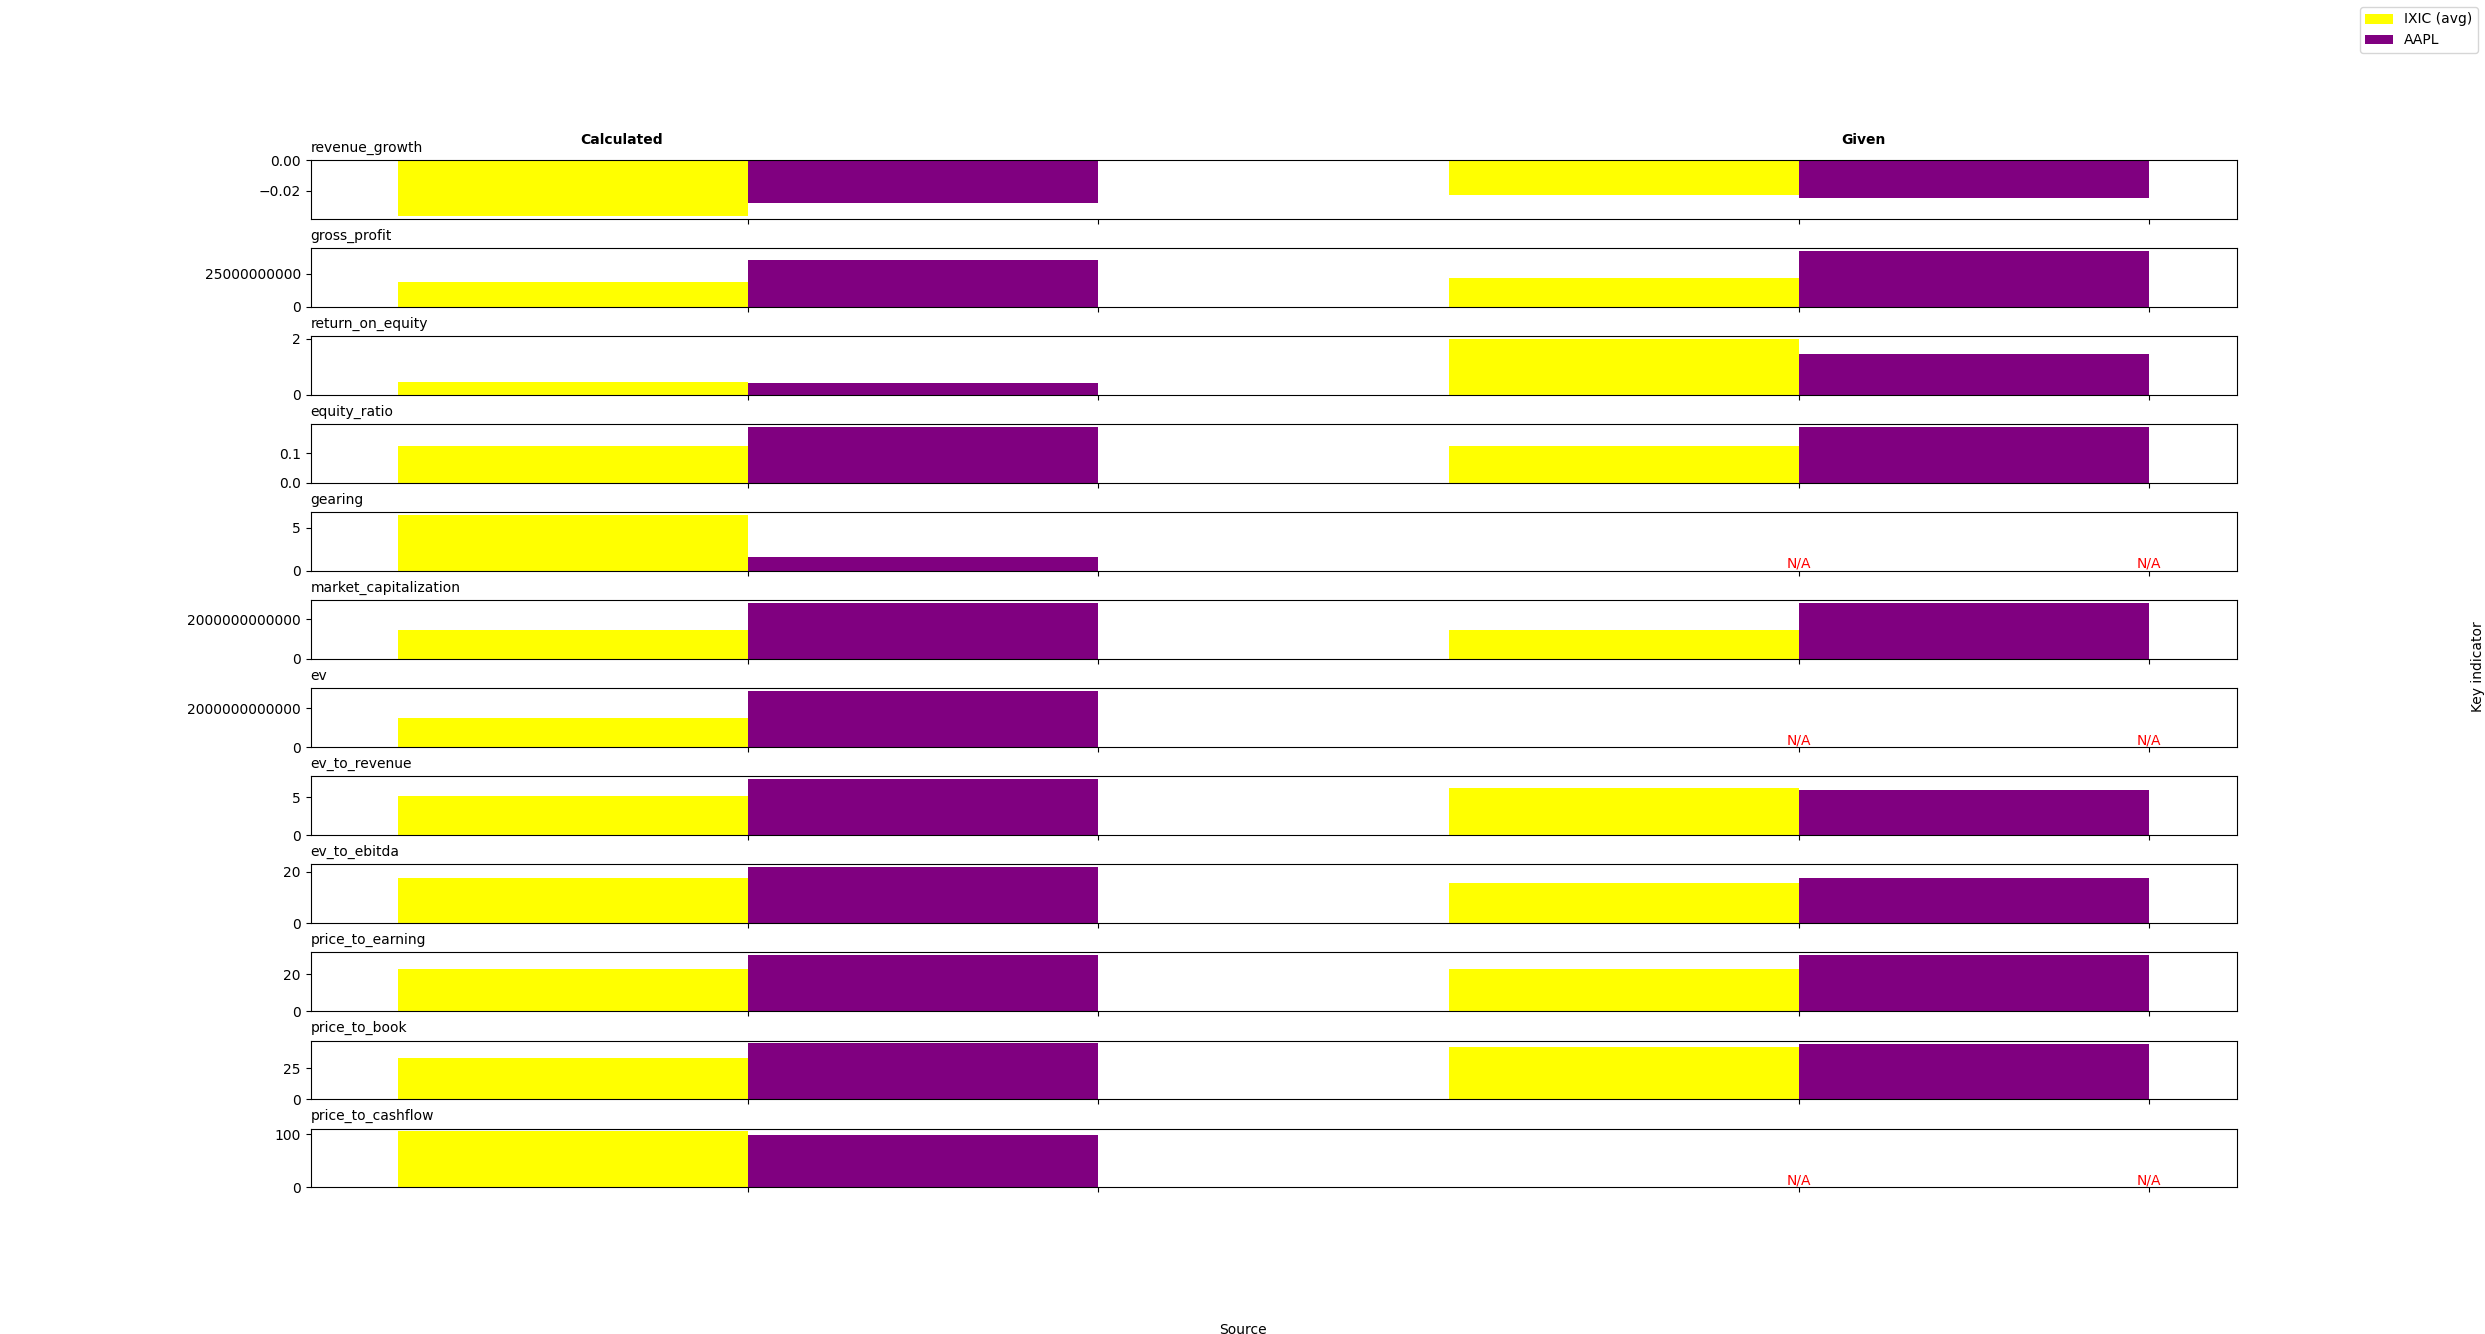 IXIC (avg)
AAPL
Calculated
Given
revenue_growth
0.00
−0.02
gross_profit
25000000000
0
return_on_equity
2
0
equity_ratio
0.1
0.0
gearing
5
0
N/A
N/A
market_capitalization
2000000000000
0
ev
2000000000000
0
N/A
N/A
Key indicator
ev_to_revenue
5
0
ev_to_ebitda
20
0
price_to_earning
20
0
price_to_book
25
0
price_to_cashflow
100
0
N/A
N/A
Source